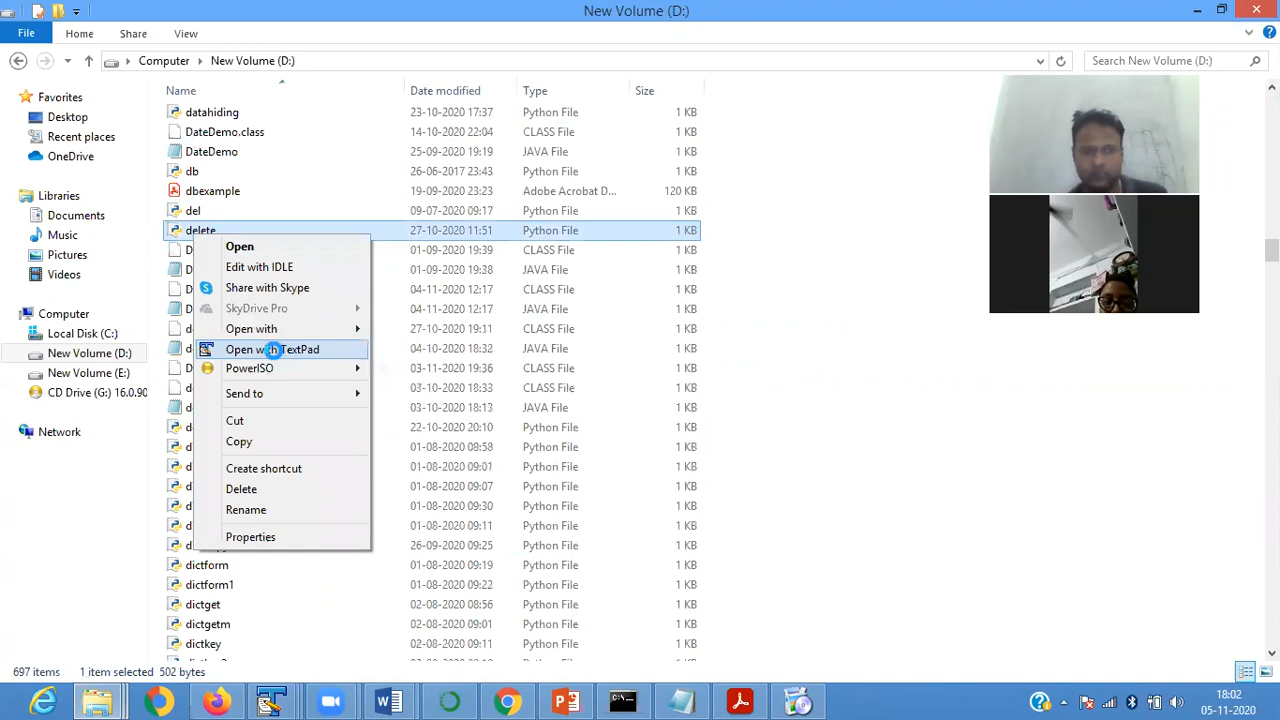 New Volume (D:)
File Home Share View
Computer New Volume (D:) Search New Volume (D:)
Name Date modified Type Size
Favorites
Desktop
Recent places
OneDrive
Libraries
Documents
Music
Pictures
Videos
Computer
Local Disk (C:)
New Volume (D:)
New Volume (E:)
CD Drive (G:) 16.0.90
Network
datahiding 23-10-2020 17:37 Python File 1 KB
DateDemo.class 14-10-2020 22:04 CLASS File 1 KB
DateDemo 25-09-2020 19:19 JAVA File 1 KB
db 26-06-2017 23:43 Python File 1 KB
dbexample 19-09-2020 23:23 Adobe Acrobat D... 120 KB
del 09-07-2020 09:17 Python File 1 KB
delete 27-10-2020 11:51 Python File 1 KB
D 01-09-2020 19:39 CLASS File 1 KB
D 01-09-2020 19:38 JAVA File 1 KB
D 04-11-2020 12:17 CLASS File 1 KB
D 04-11-2020 12:17 JAVA File 1 KB
de 27-10-2020 19:11 CLASS File 1 KB
de 04-10-2020 18:32 JAVA File 1 KB
D 03-11-2020 19:36 CLASS File 1 KB
de 03-10-2020 18:33 CLASS File 1 KB
de 03-10-2020 18:13 JAVA File 1 KB
d 22-10-2020 20:10 Python File 1 KB
d 01-08-2020 08:58 Python File 1 KB
d 01-08-2020 09:01 Python File 1 KB
d 01-08-2020 09:07 Python File 1 KB
d 01-08-2020 09:30 Python File 1 KB
d 01-08-2020 09:11 Python File 1 KB
d 26-09-2020 09:25 Python File 1 KB
dictform 01-08-2020 09:19 Python File 1 KB
dictform1 01-08-2020 09:22 Python File 1 KB
dictget 02-08-2020 08:56 Python File 1 KB
dictgetm 02-08-2020 09:01 Python File 1 KB
dictkey 02-08-2020 09:11 Python File 1 KB
Open
Edit with IDLE
Share with Skype
SkyDrive Pro
Open with
Open with TextPad
PowerISO
Send to
Cut
Copy
Create shortcut
Delete
Rename
Properties
697 items 1 item selected 502 bytes
18:02
05-11-2020